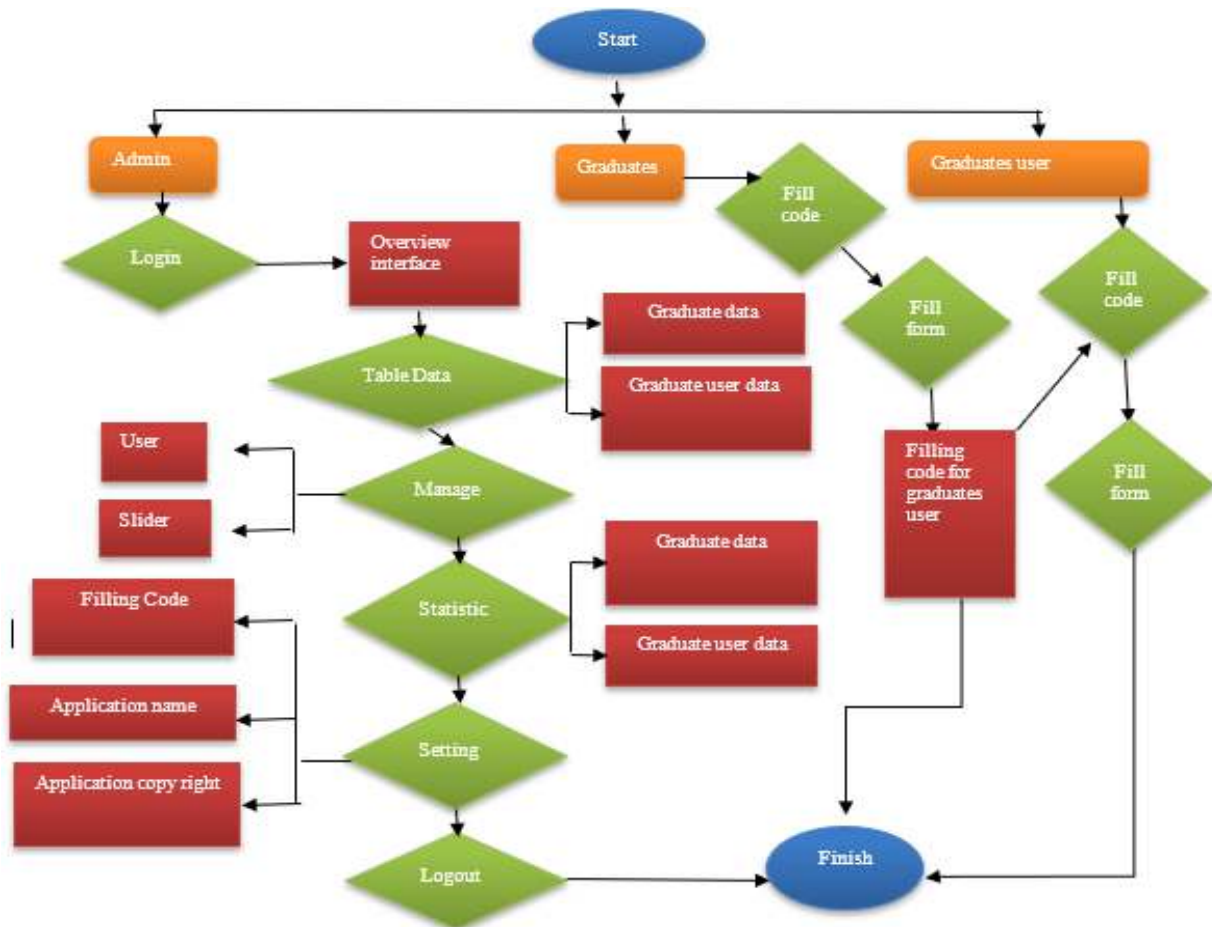 Start
Admin
Graduates
Graduates user
Fill
code
Login
Overview
interface
Fill
code
Fill
form
Graduate data
Table Data
Graduate user data
User
Filling
code for
graduates
user
Fill
form
Manage
Slider
Graduate data
Filling Code
Statistic
Graduate user data
Application name
Setting
Application copy right
Finish
Logout